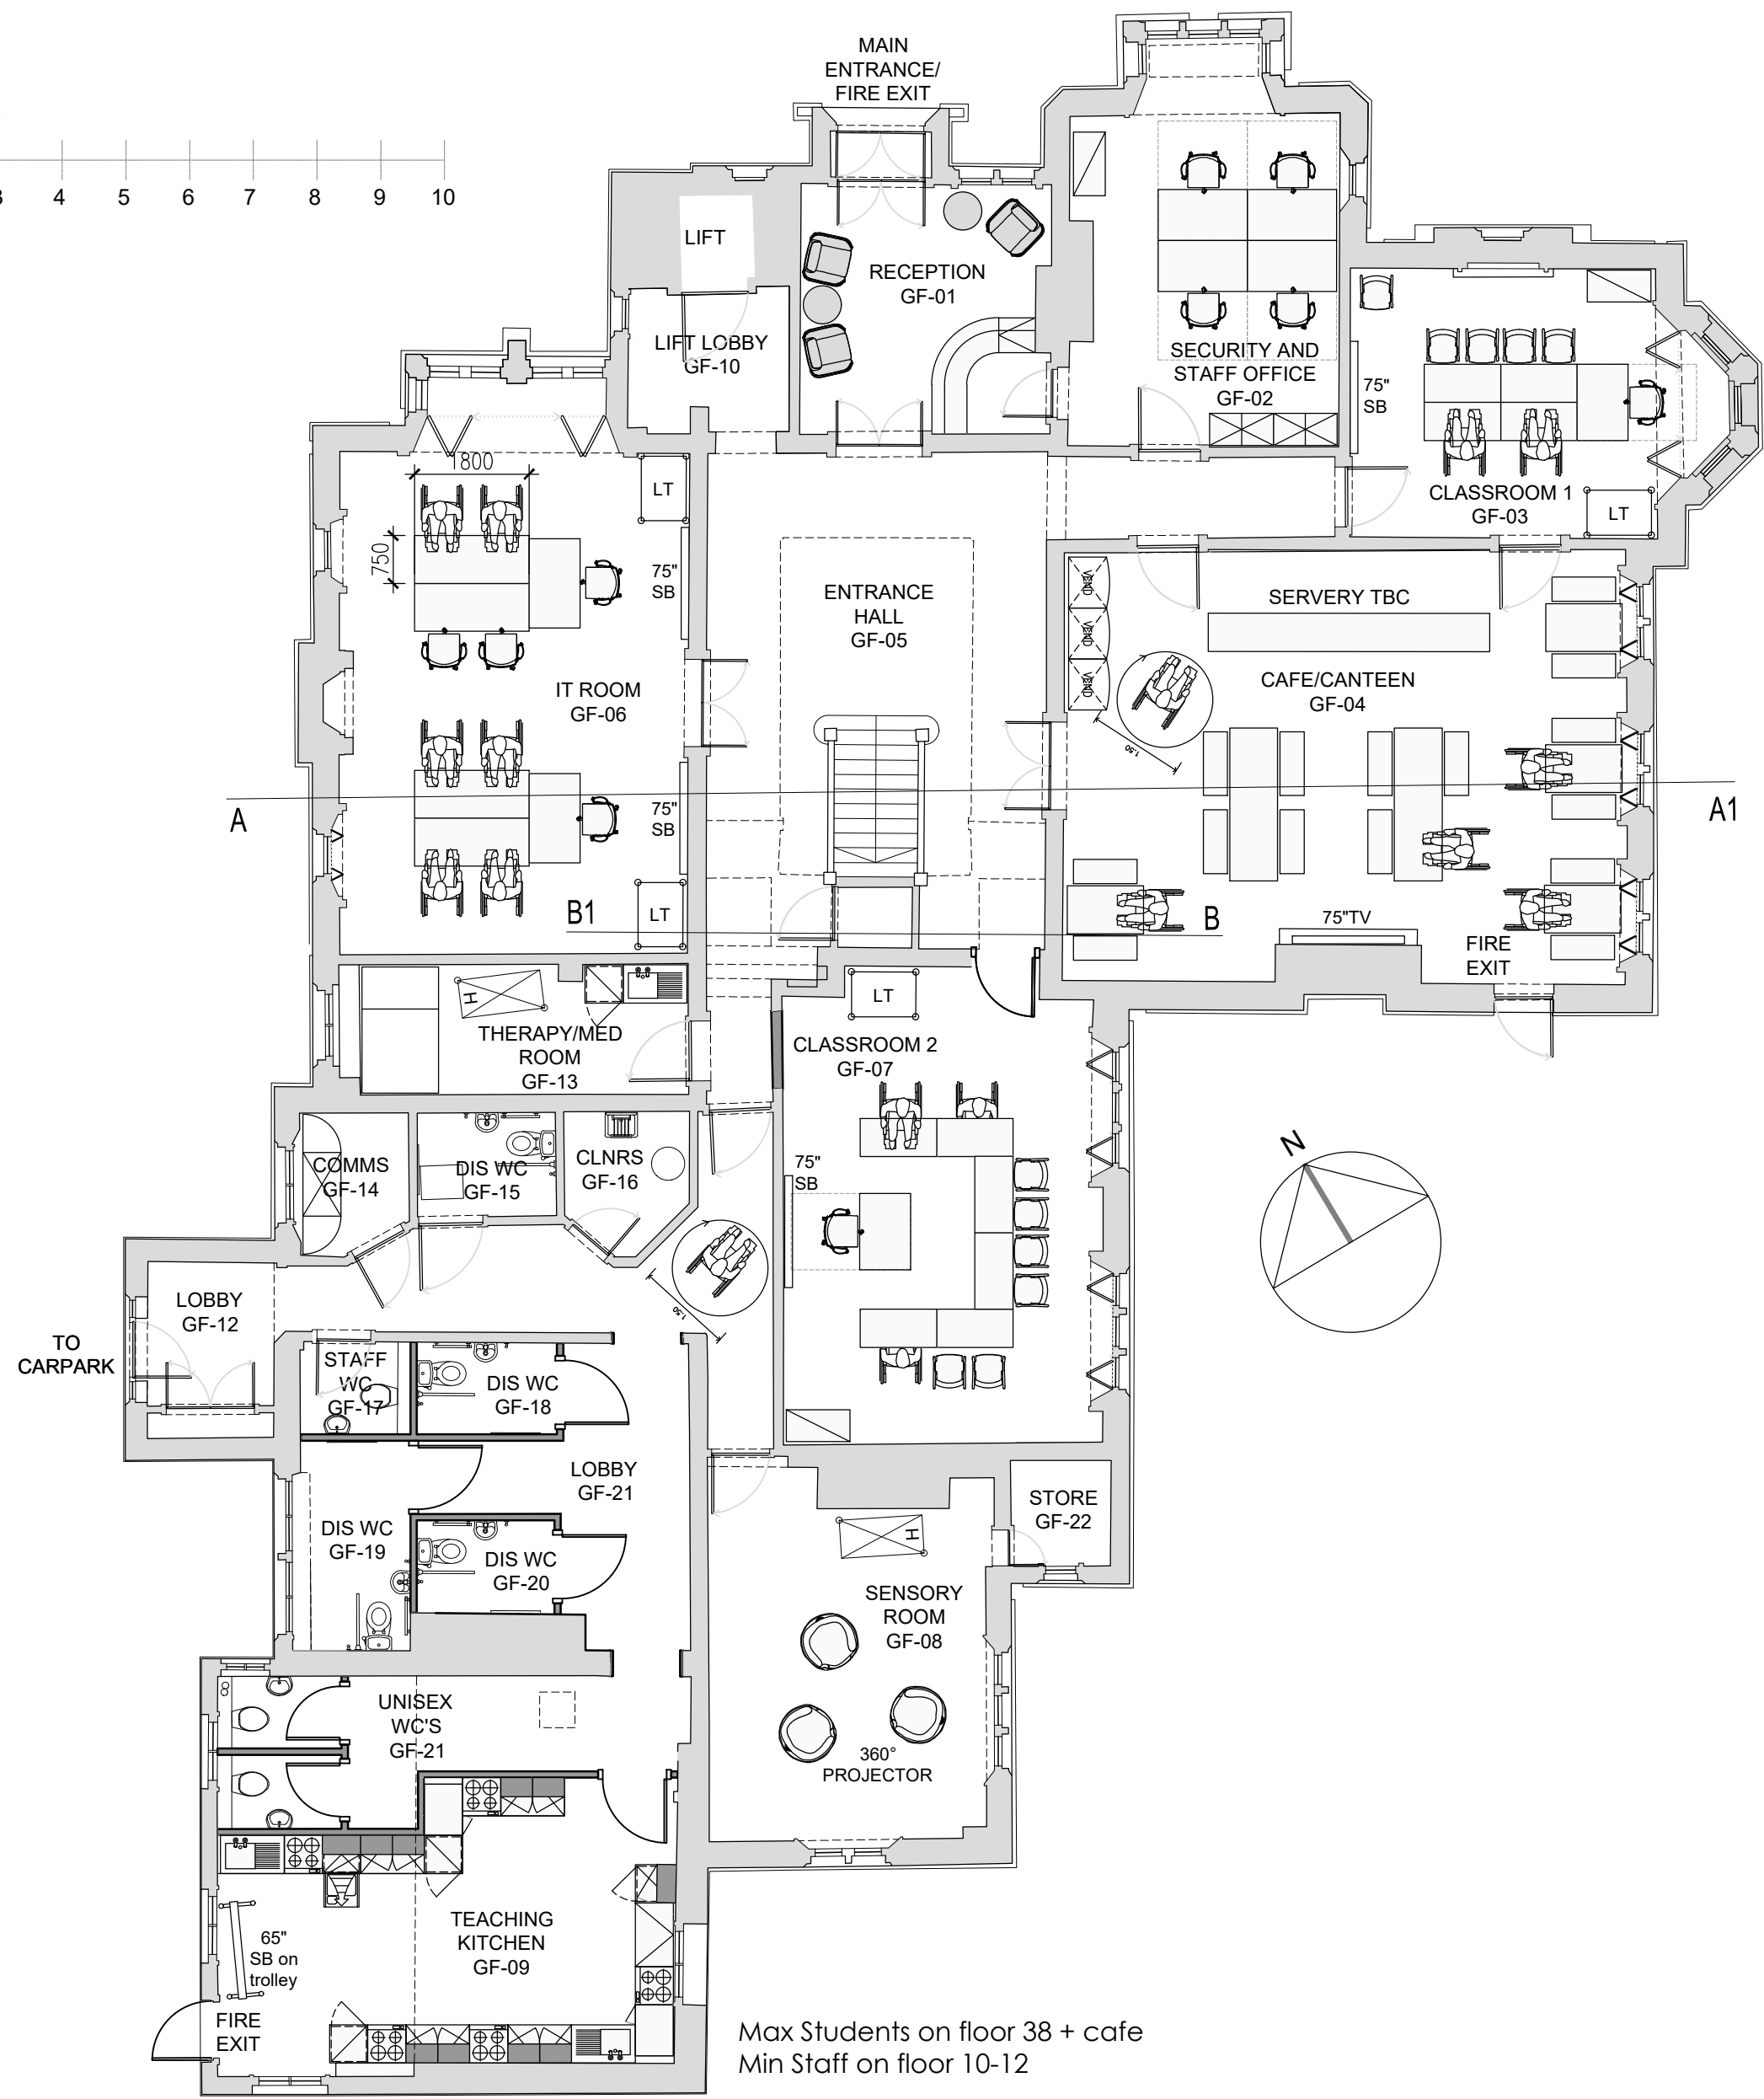 MAIN
ENTRANCE/
FIRE EXIT
4 5 6 7 8 9 10
LIFT
RECEPTION
GF-01
LIFT LOBBY
GF-10
SECURITY AND
STAFF OFFICE
GF-02
75"
SB
CLASSROOM 1
GF-03
LT
1800
LT
750
75"
SB
ENTRANCE
HALL
GF-05
VEND
VEND
VEND
SERVERY TBC
CAFE/CANTEEN
GF-04
1.50
IT ROOM
GF-06
A
A1
75"
SB
B1
LT
B
75"TV
FIRE
EXIT
H
THERAPY/MED
ROOM
GF-13
LT
CLASSROOM 2
GF-07
75"
SB
COMMS
GF-14
DIS WC
GF-15
CLNRS
GF-16
N
1.50
LOBBY
GF-12
TO
CARPARK
STAFF
WC
GF-17
DIS WC
GF-18
LOBBY
GF-21
DIS WC
GF-19
DIS WC
GF-20
STORE
GF-22
H
SENSORY
ROOM
GF-08
360°
PROJECTOR
UNISEX
WC'S
GF-21
TEACHING
KITCHEN
GF-09
65"
SB on
trolley
FIRE
EXIT
Max Students on floor 38 + cafe
Min Staff on floor 10-12